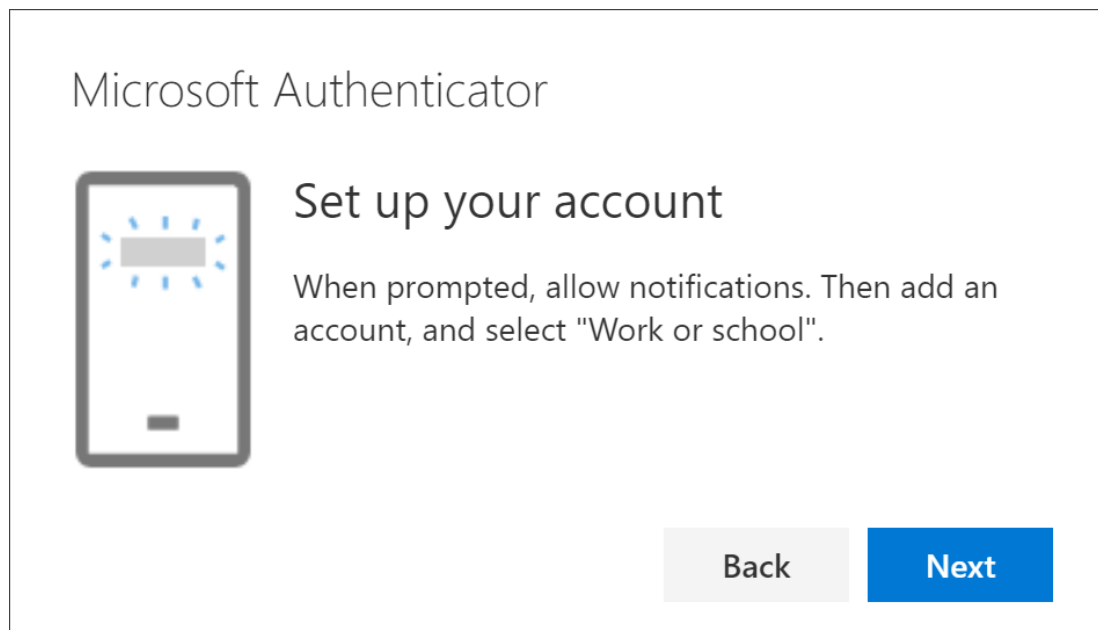 Microsoft Authenticator
Set up your account
When prompted, allow notifications. Then add an
account, and select "Work or school".
Back
Next